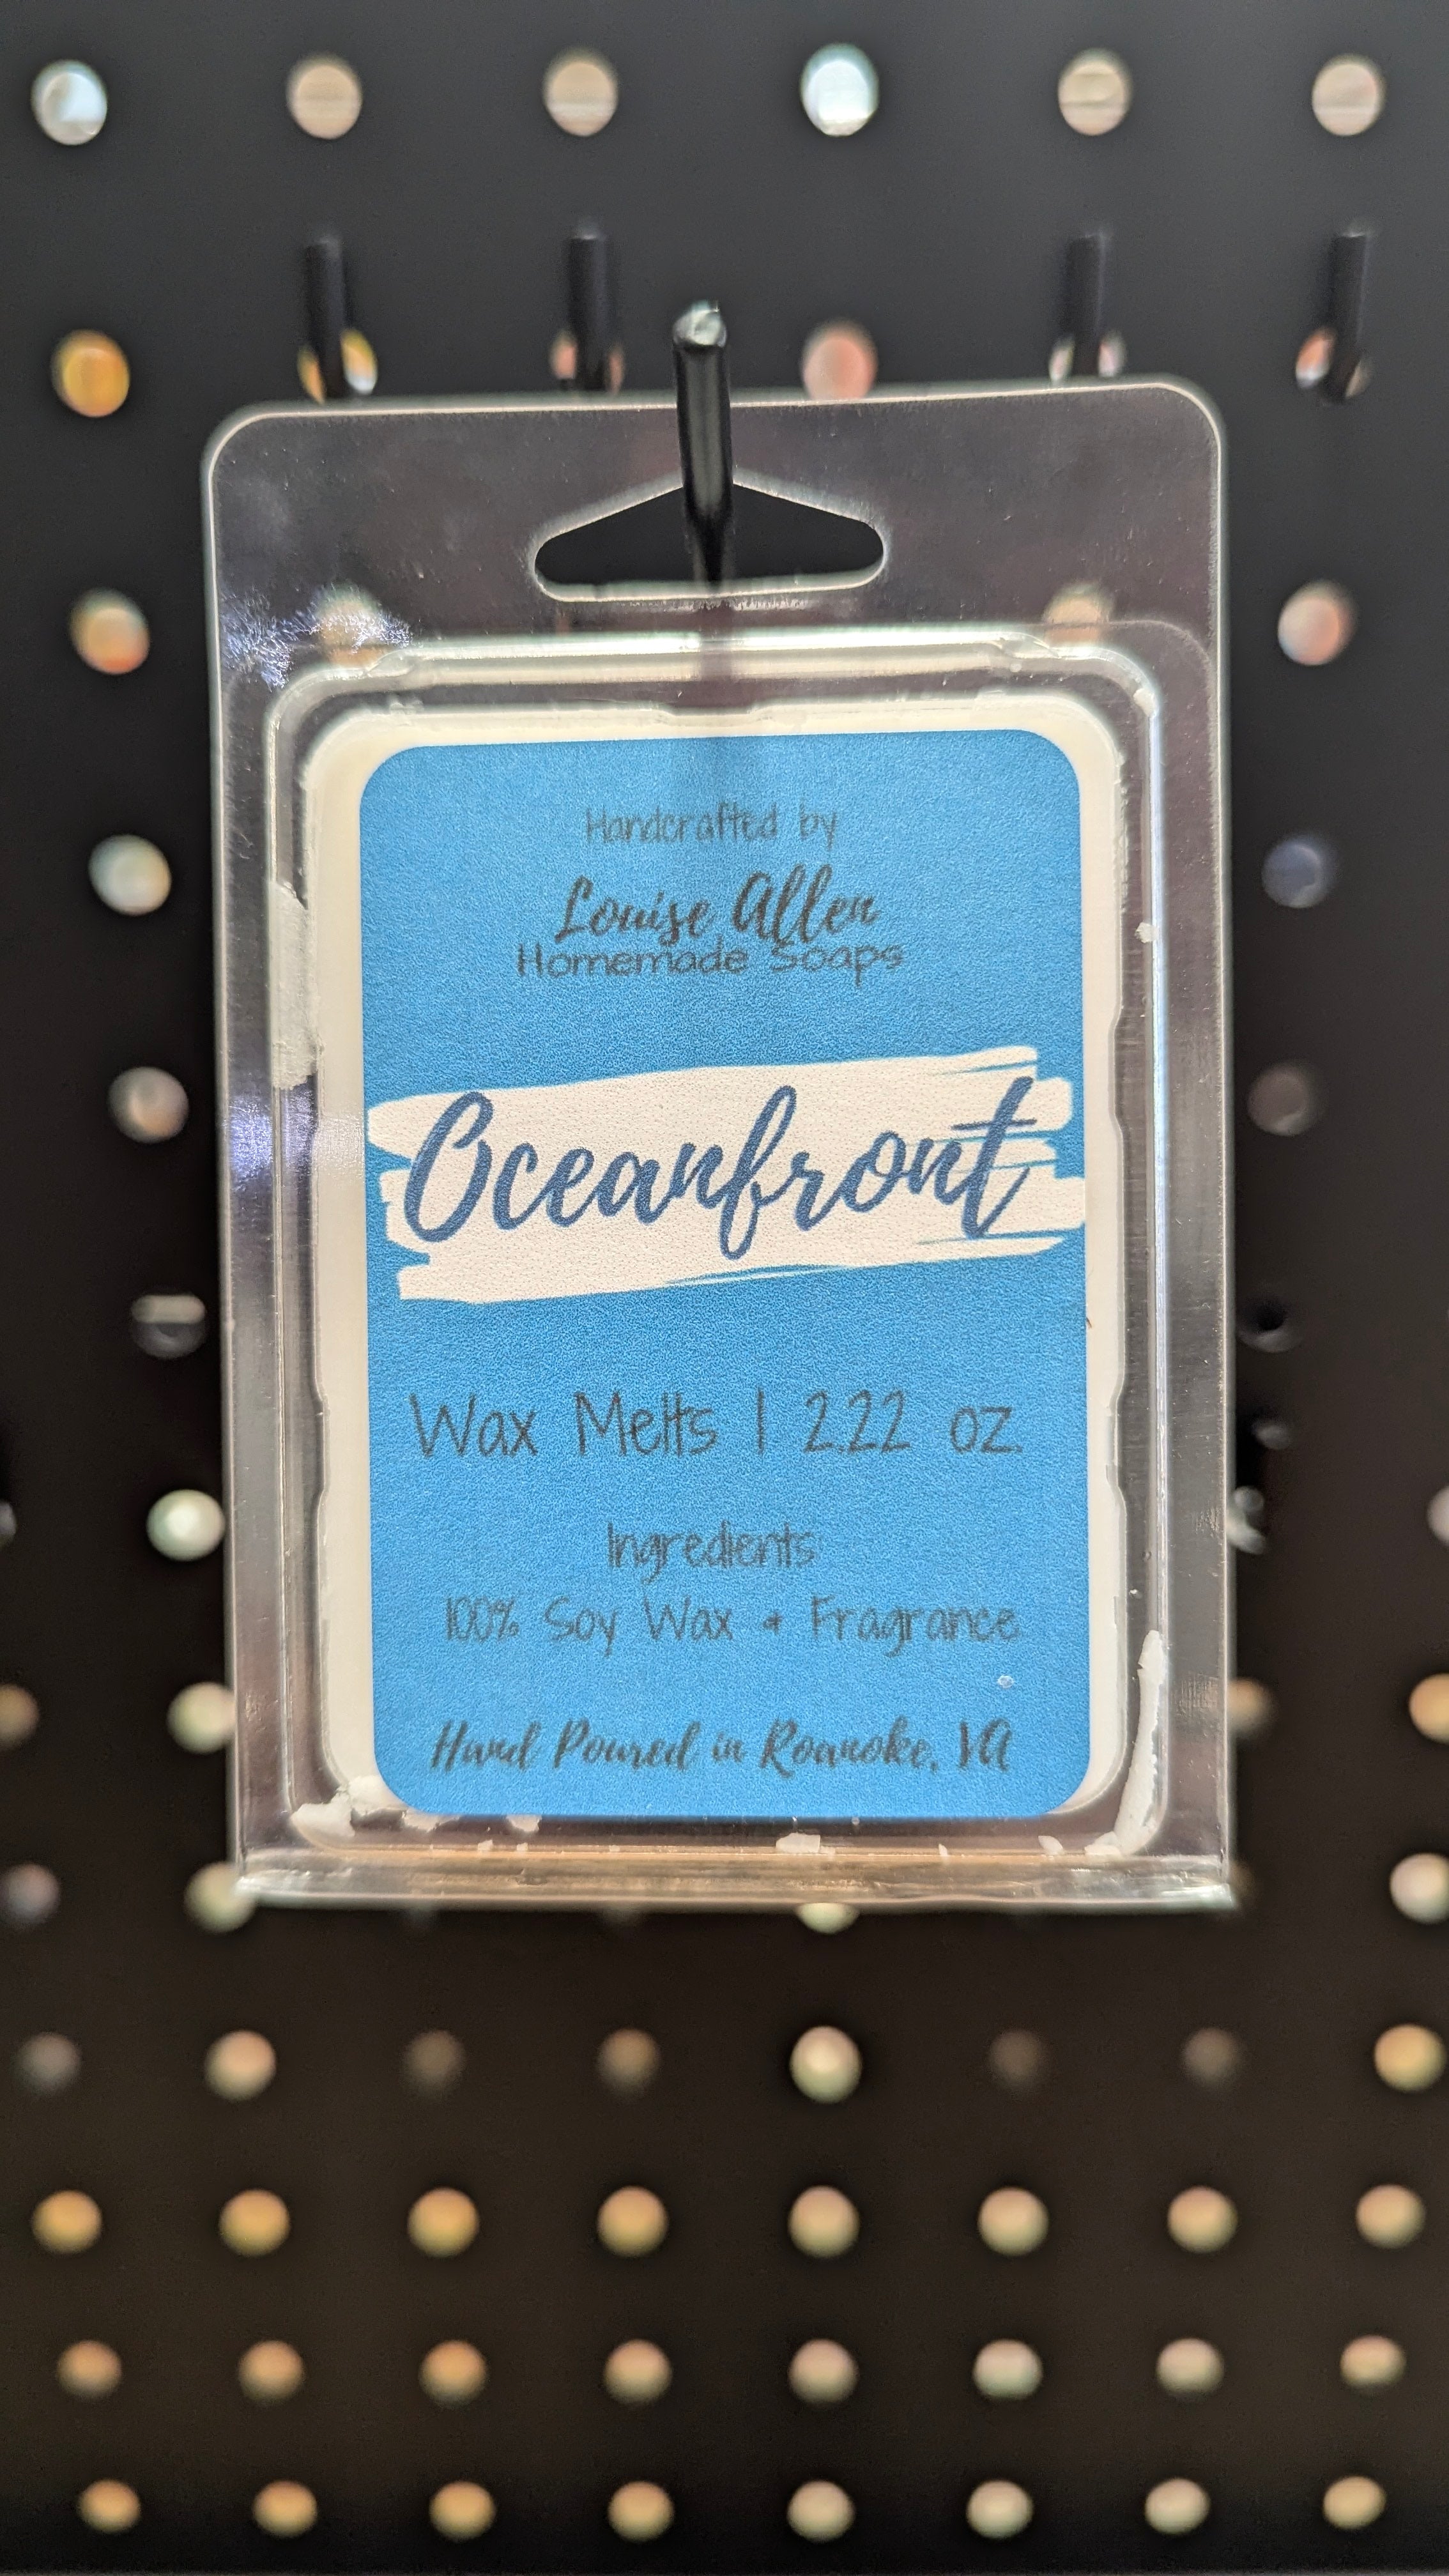 Handcrafted by
Louise Allen
Homemade Soaps
Oceanfront
Wax Melts | 2.22 oz.
Ingredients
100% Soy Wax + Fragrance
Hand Poured in Roanoke, VA